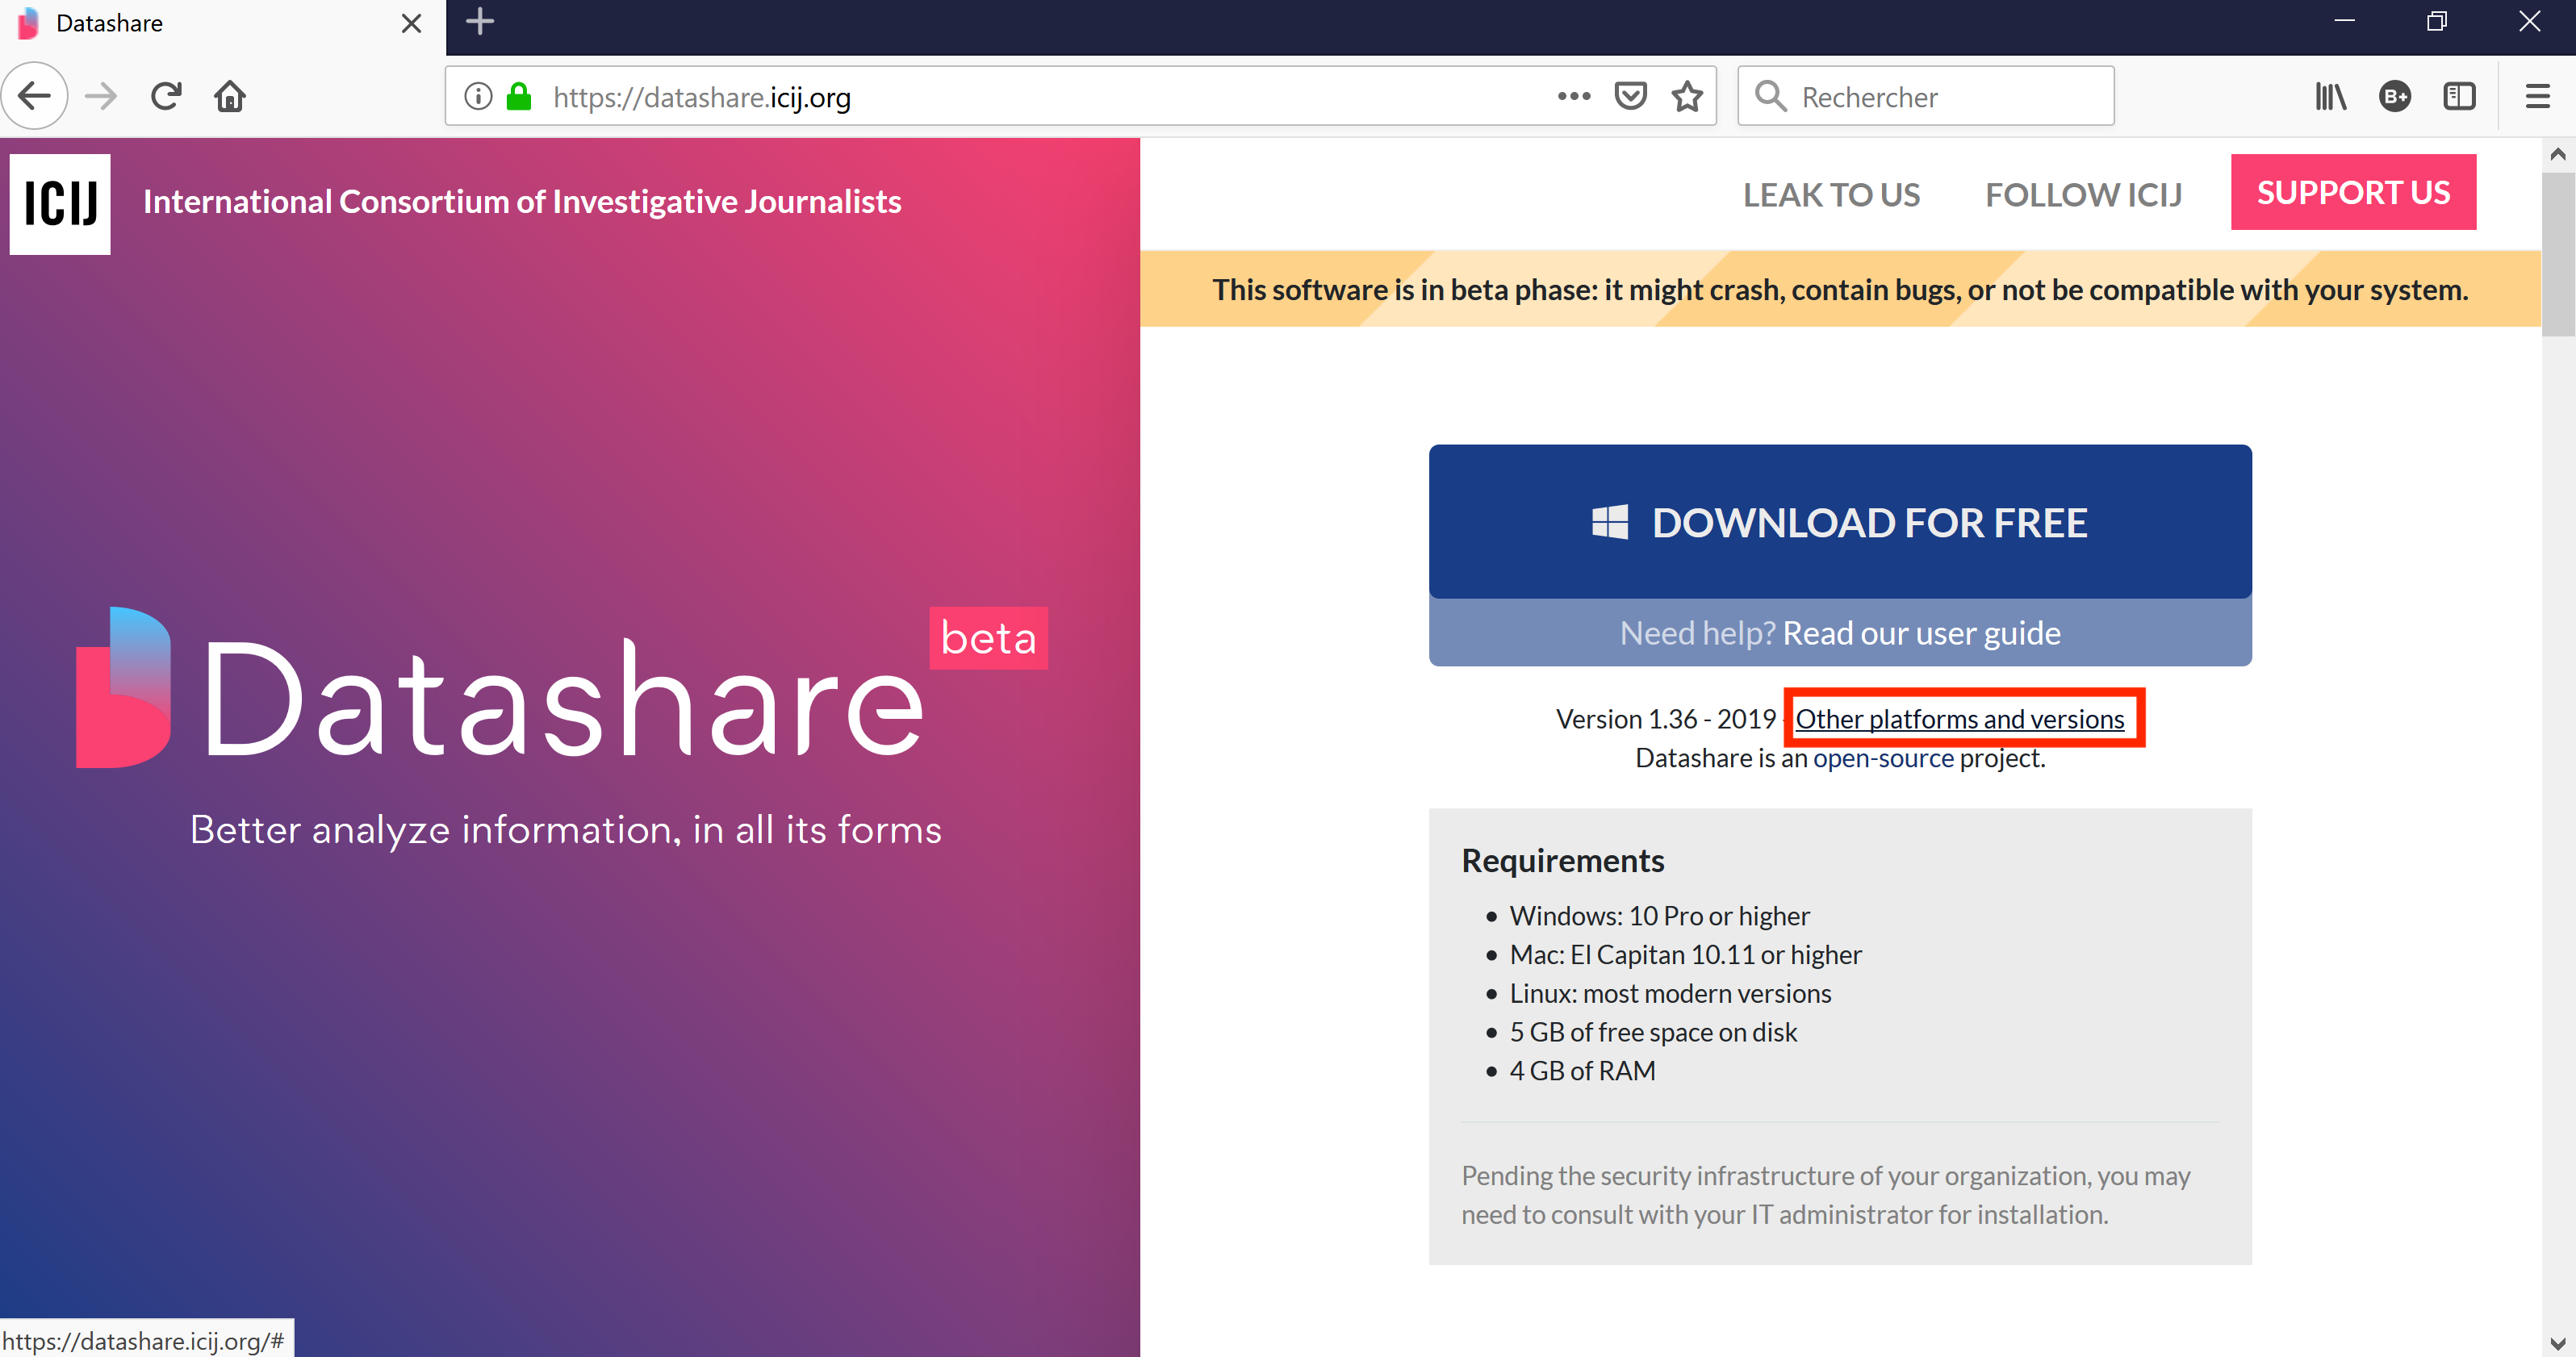 Datashare
https://datashare.icij.org
Rechercher
B+
ICIJ
International Consortium of Investigative Journalists
LEAK TO US
FOLLOW ICIJ
SUPPORT US
This software is in beta phase: it might crash, contain bugs, or not be compatible with your system.
DOWNLOAD FOR FREE
Need help? Read our user guide
Datashare beta
Better analyze information, in all its forms
Version 1.36 - 2019 - Other platforms and versions
Datashare is an open-source project.
Requirements
• Windows: 10 Pro or higher
• Mac: El Capitan 10.11 or higher
• Linux: most modern versions
• 5 GB of free space on disk
• 4 GB of RAM
Pending the security infrastructure of your organization, you may
need to consult with your IT administrator for installation.
https://datashare.icij.org/#